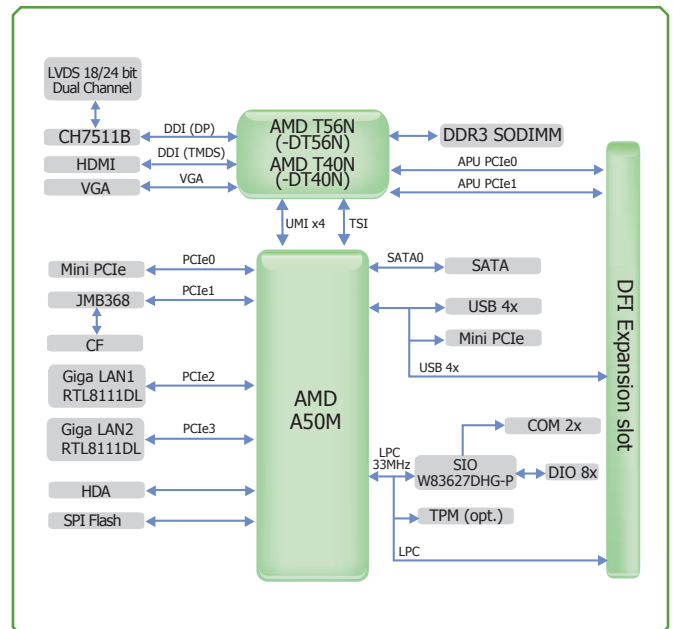 LVDS 18/24 bit
Dual Channel
CH7511B
HDMI
VGA
DDI (DP)
DDI (TMDS)
VGA
AMD T56N
(-DT56N)
AMD T40N
(-DT40N)
DDR3 SODIMM
APU PCIe0
APU PCIe1
UMI x4
TSI
Mini PCIe
JMB368
CF
Giga LAN1
RTL8111DL
Giga LAN2
RTL8111DL
HDA
SPI Flash
PCIe0
PCIe1
PCIe2
PCIe3
AMD
A50M
SATA0
SATA
USB 4x
Mini PCIe
USB 4x
LPC
33MHz
SIO
W83627DHG-P
COM 2x
DIO 8x
TPM (opt.)
LPC
DFI Expansion slot